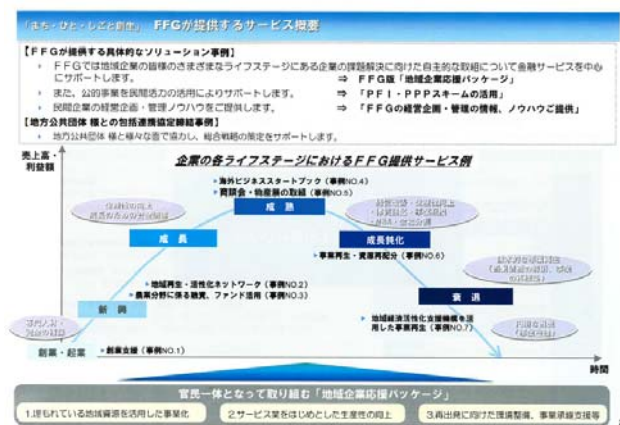 「まち・ひと・しごと創生」 FFGが提供するサービス概要
【FFGが提供する具体的なソリューション事例】
FFGでは地域企業の皆様のさまざまなライフステージにある企業の課題解決に向けた自主的な取組について金融サービスを中心
にサポートします。 ⇒ FFG版「地域企業応援パッケージ」
また、公的事業を民間活力の活用によりサポートします。 ⇒ 「PFI・PPPスキームの活用」
民間企業の経営企画・管理ノウハウをご提供します。 ⇒ 「FFGの経営企画・管理の情報、ノウハウご提供」
【地方公共団体 様との包括連携協定締結事例】
地方公共団体 様と様々な面で協力し、総合戦略の策定をサポートします。
売上高・
利益額
企業の各ライフステージにおけるFFG提供サービス例
海外ビジネススタートブック（事例NO.4）
商談会・物産展の取組（事例NO.5）
成熟
成長
成長鈍化
事業再生・資源再配分（事例NO.6）
地域再生・活性化ネットワーク（事例NO.2）
農業分野に係る融資、ファンド活用（事例NO.3）
衰退
新興
地域経済活性化支援機構を活
用した事業再生（事例NO.7）
創業・起業
創業支援（事例NO.1）
時間
官民一体となって取り組む「地域企業応援パッケージ」
1.埋もれている地域資源を活用した事業化
2.サービス業をはじめとした生産性の向上
3.再出発に向けた環境整備、事業承継支援等